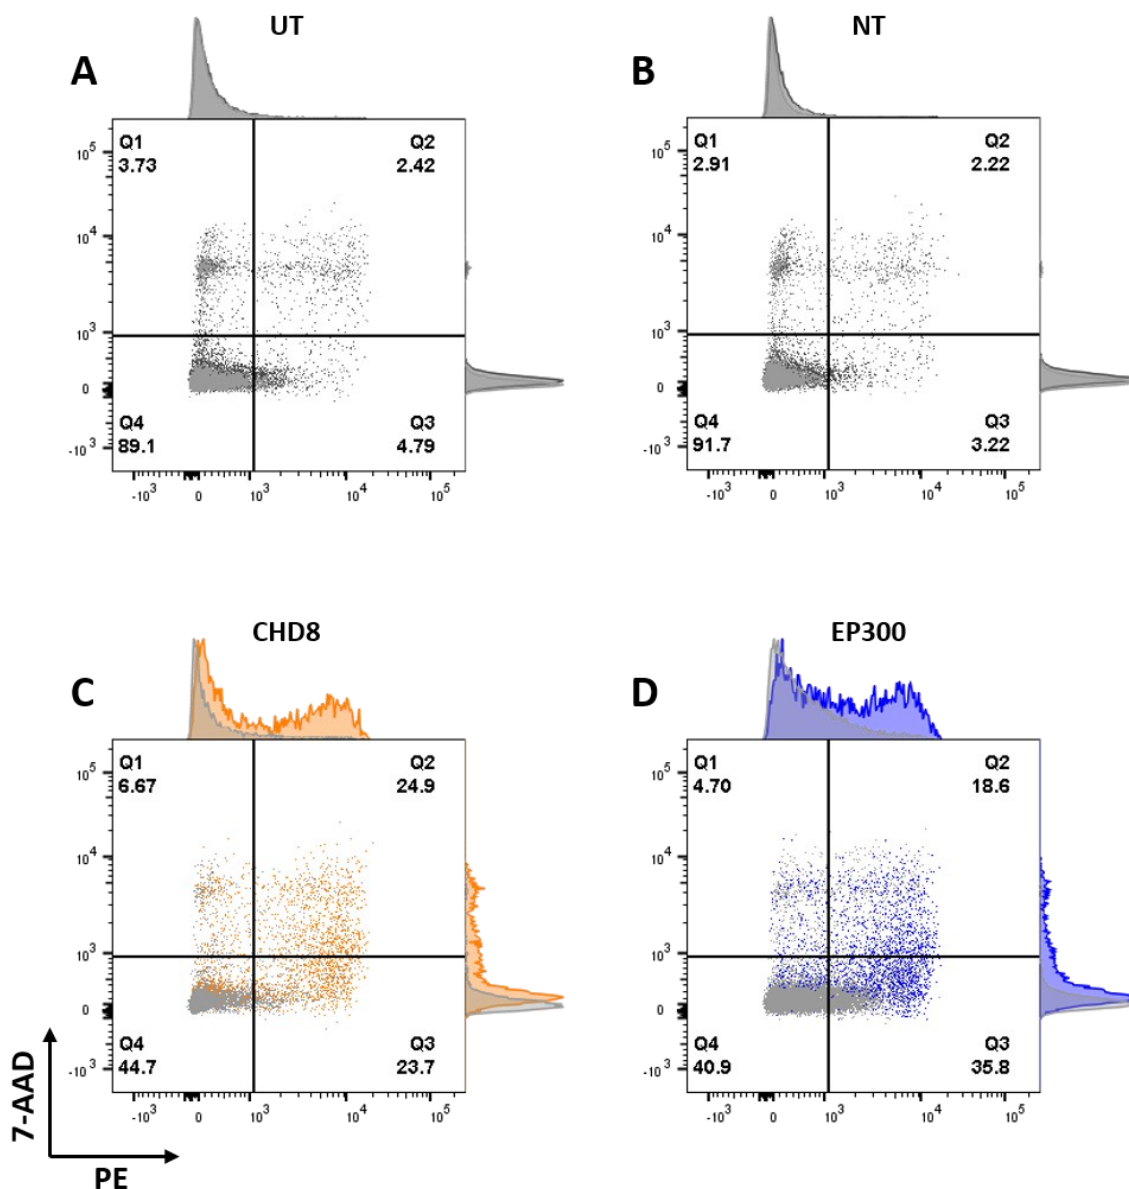 UT
NT
A
B
Q1
3.73
Q2
2.42
Q4
89.1
Q3
4.79
10^5
10^4
10^3
0
-10^3
-10^3
0
10^3
10^4
10^5
Q1
2.91
Q2
2.22
Q4
91.7
Q3
3.22
10^5
10^4
10^3
0
-10^3
-10^3
0
10^3
10^4
10^5
CHD8
EP300
C
D
Q1
6.67
Q2
24.9
Q4
44.7
Q3
23.7
10^5
10^4
10^3
0
-10^3
-10^3
0
10^3
10^4
10^5
Q1
4.70
Q2
18.6
Q4
40.9
Q3
35.8
10^5
10^4
10^3
0
-10^3
-10^3
0
10^3
10^4
10^5
7-AAD
PE